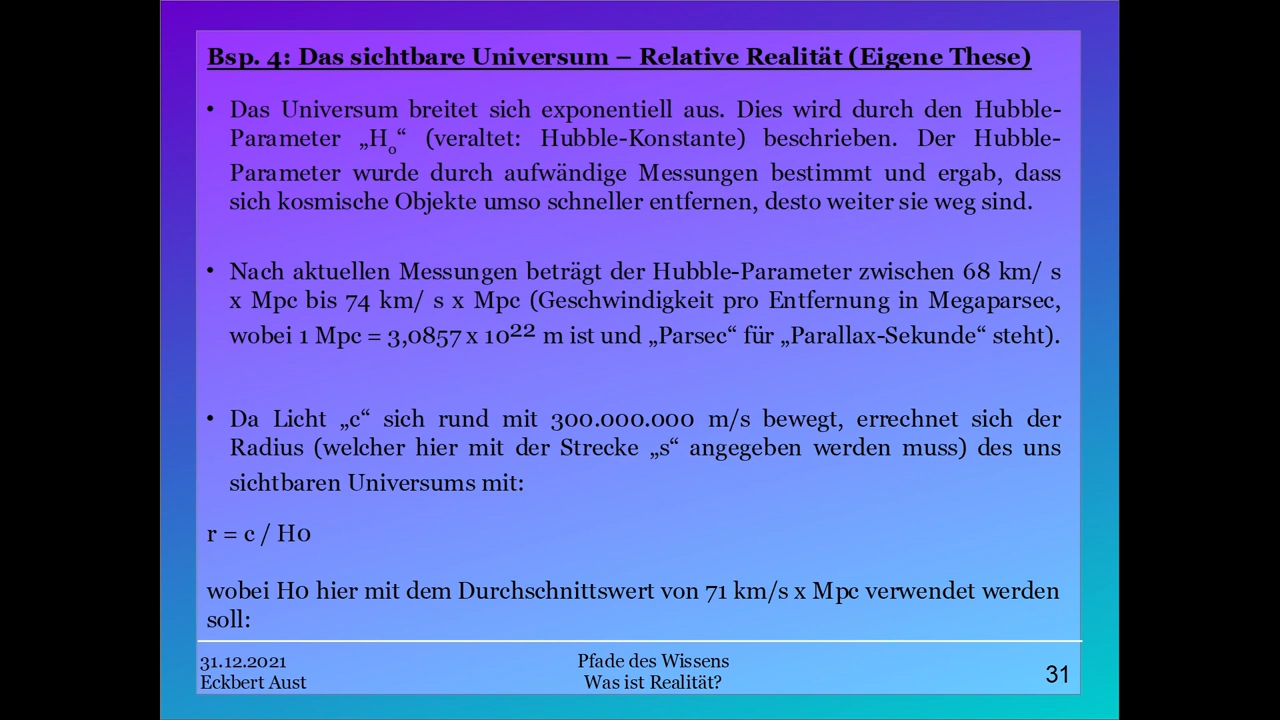 Bsp. 4: Das sichtbare Universum – Relative Realität (Eigene These)
• Das Universum breitet sich exponentiell aus. Dies wird durch den Hubble-
Parameter „H₀“ (veraltet: Hubble-Konstante) beschrieben. Der Hubble-
Parameter wurde durch aufwändige Messungen bestimmt und ergab, dass
sich kosmische Objekte umso schneller entfernen, desto weiter sie weg sind.
• Nach aktuellen Messungen beträgt der Hubble-Parameter zwischen 68 km/ s
x Mpc bis 74 km/ s x Mpc (Geschwindigkeit pro Entfernung in Megaparsec,
wobei 1 Mpc = 3,0857 x 10²² m ist und „Parsec“ für „Parallax-Sekunde“ steht).
• Da Licht „c“ sich rund mit 300.000.000 m/s bewegt, errechnet sich der
Radius (welcher hier mit der Strecke „s“ angegeben werden muss) des uns
sichtbaren Universums mit:
r = c / H0
wobei H0 hier mit dem Durchschnittswert von 71 km/s x Mpc verwendet werden
soll:
31.12.2021
Eckbert Aust
Pfade des Wissens
Was ist Realität?
31